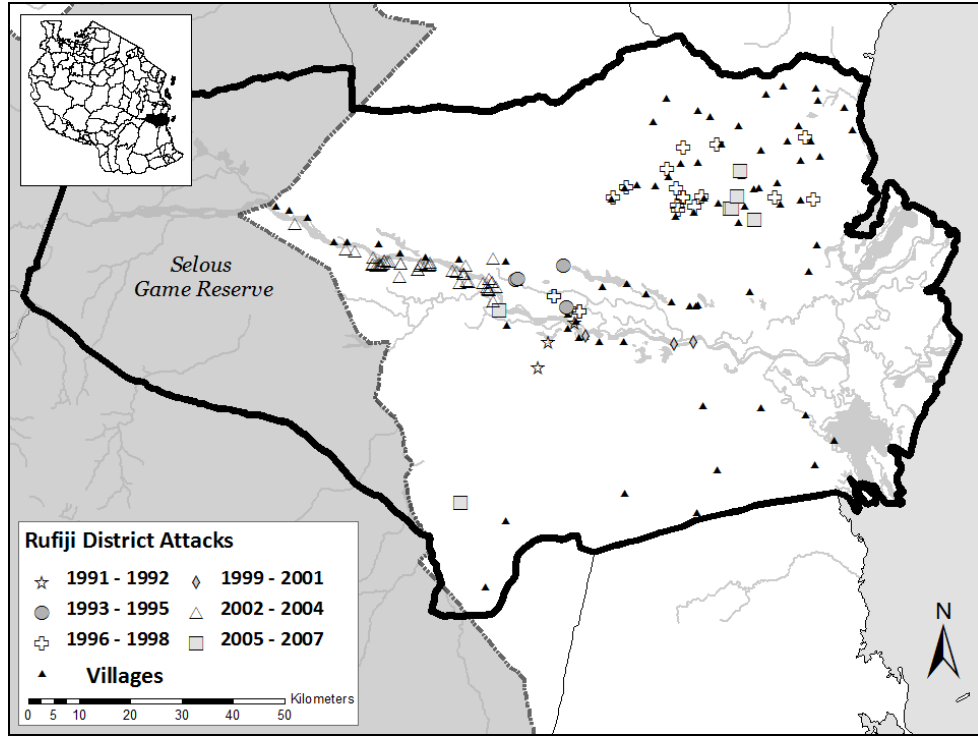 Selous
Game Reserve
Rufiji District Attacks
1991 - 1992
1999 - 2001
1993 - 1995
2002 - 2004
1996 - 1998
2005 - 2007
Villages
Kilometers
0 5 10 20 30 40 50
N